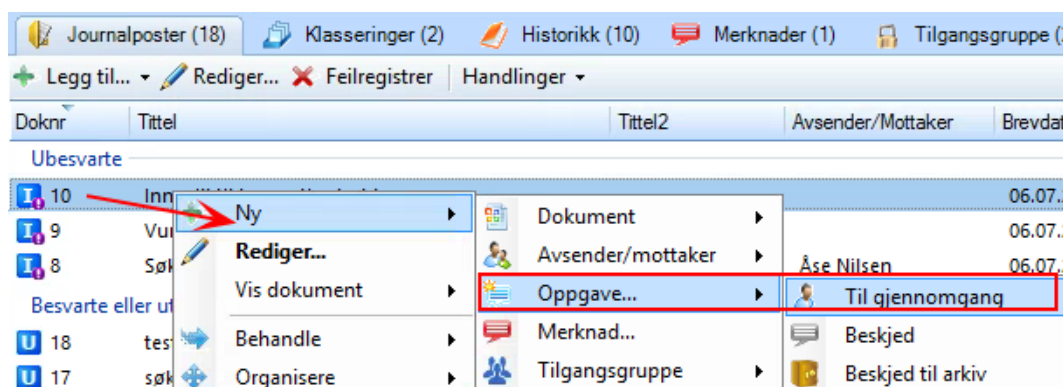 Journalposter (18) Klasseringer (2) Historikk (10) Merknader (1) Tilgangsgruppe (
Legg til... Rediger... Feilregistrer Handlinger
Doknr Tittel Tittel2 Avsender/Mottaker Brevdat
Ubesvarte
I 10 Inn 06.07.
Ny Dokument
I 9 Vur 06.07.
Rediger... Avsender/mottaker
I 8 Søk Åse Nilsen 06.07.
Vis dokument Oppgave... Til gjennomgang
Besvarte eller ut
U 18 tes Behandle Merknad... Beskjed
U 17 søk Organisere Tilgangsgruppe Beskjed til arkiv